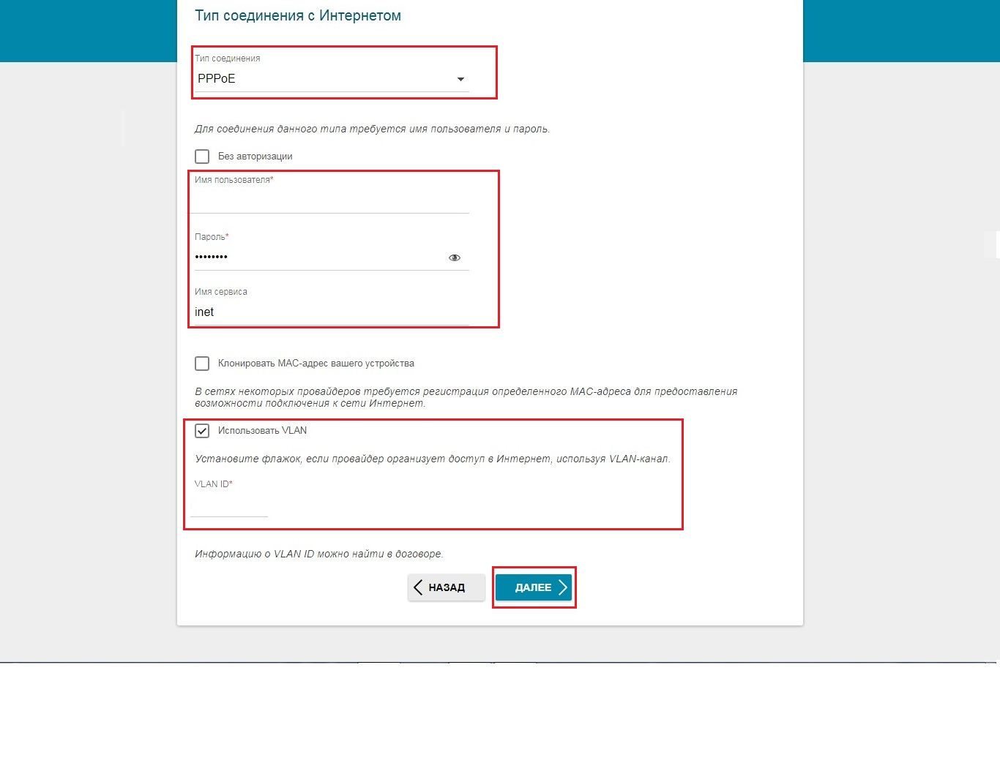 Тип соединения с Интернетом
Тип соединения
PPPoE
Для соединения данного типа требуется имя пользователя и пароль.
Без авторизации
Имя пользователя*
Пароль*
••••••••
Имя сервиса
inet
Клонировать MAC-адрес вашего устройства
В сетях некоторых провайдеров требуется регистрация определенного MAC-адреса для предоставления
возможности подключения к сети Интернет.
Использовать VLAN
Установите флажок, если провайдер организует доступ в Интернет, используя VLAN-канал.
VLAN ID*
Информацию о VLAN ID можно найти в договоре.
НАЗАД
ДАЛЕЕ